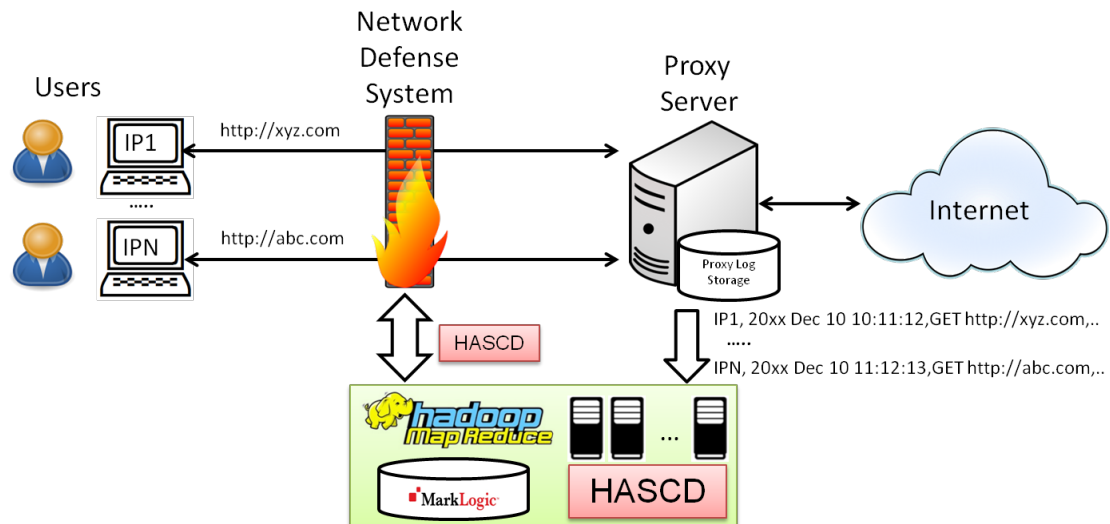 Network
Defense
System
Proxy
Server
Users
IP1
http://xyz.com
.....
IPN
http://abc.com
Internet
Proxy Log
Storage
IP1, 20xx Dec 10 10:11:12,GET http://xyz.com,..
.....
IPN, 20xx Dec 10 11:12:13,GET http://abc.com,..
HASCD
hadoop
Map Reduce
...
MarkLogic
HASCD